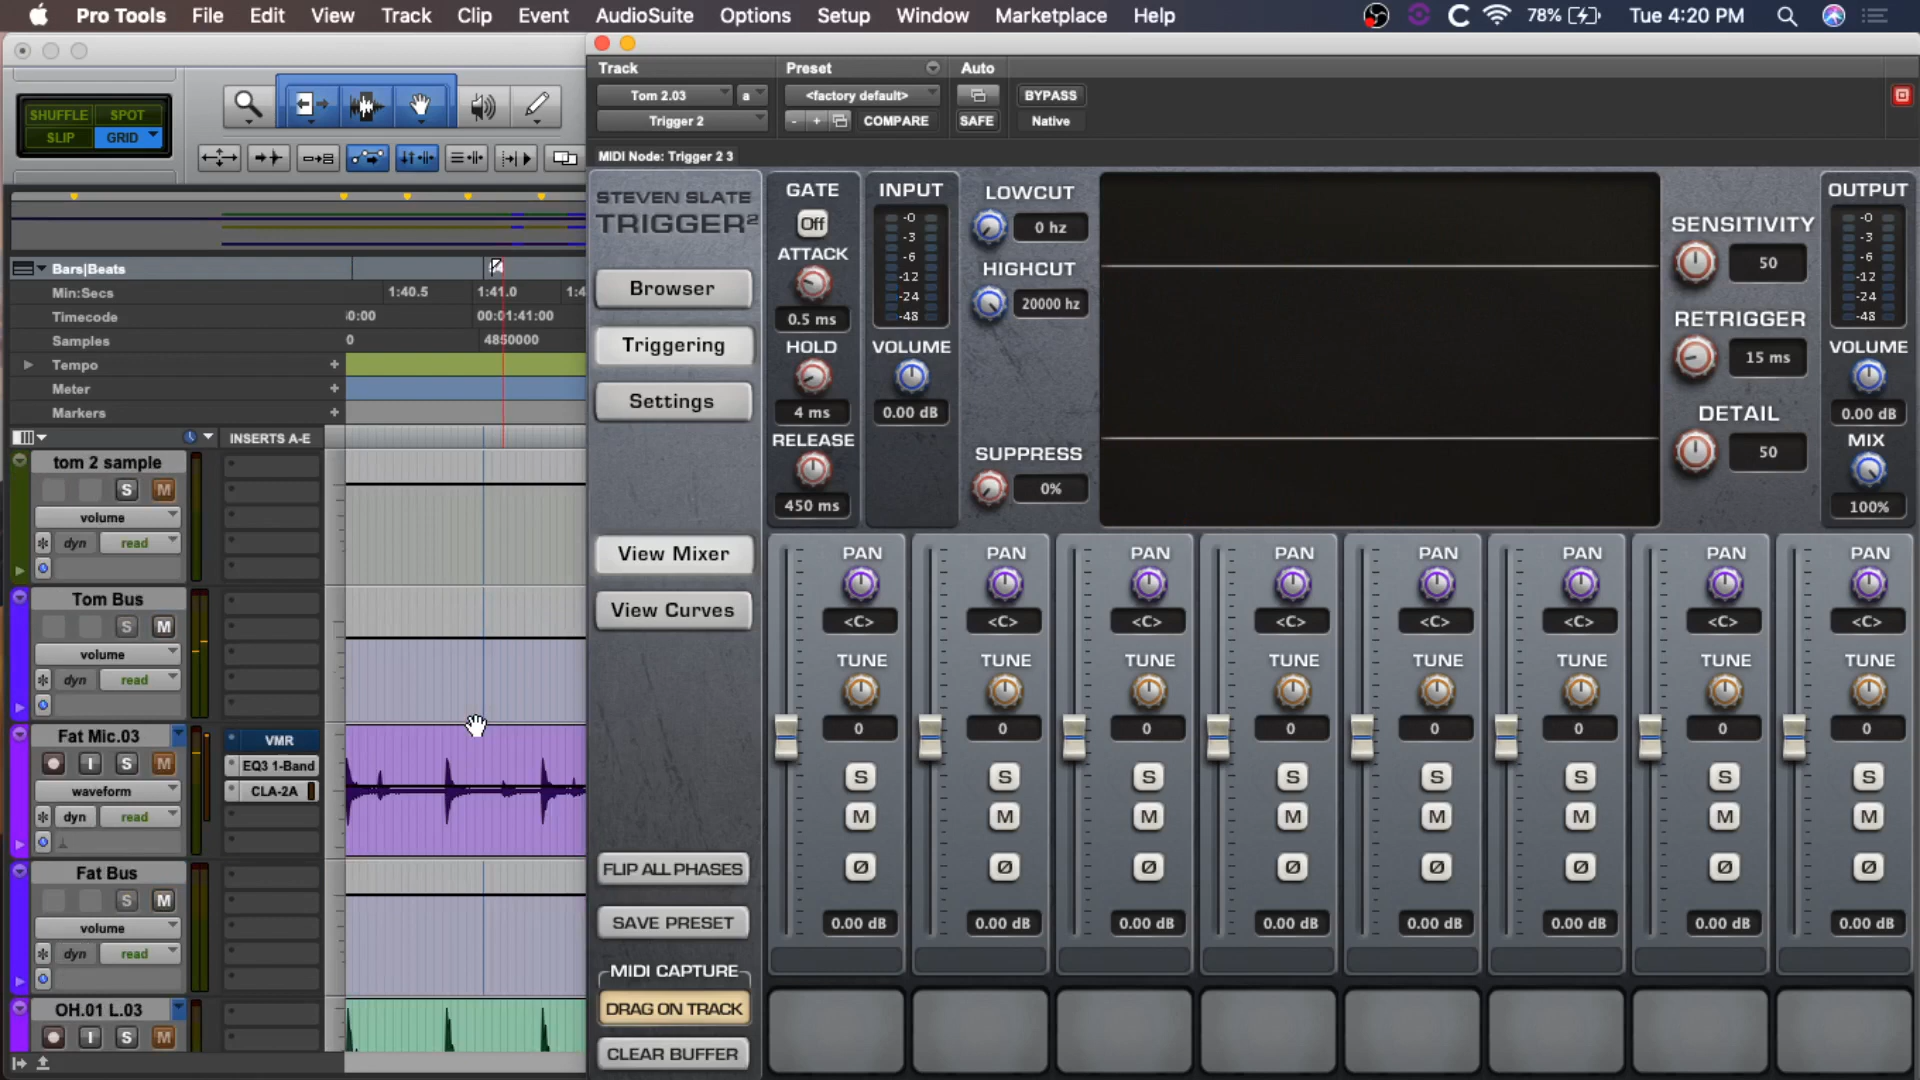 Pro Tools File Edit View Track Clip Event AudioSuite Options Setup Window Marketplace Help 78% Tue 4:20 PM
SHUFFLE SPOT
SLIP GRID
Bars|Beats
Min:Secs 1:40.5 1:41.0 1:4
Timecode 00:01:41:00
Samples 0 4850000
Tempo +
Meter +
Markers +
INSERTS A-E
tom 2 sample
S M
volume
dyn read
Tom Bus
S M
volume
dyn read
Fat Mic.03 VMR
I S M EQ3 1-Band
waveform CLA-2A
dyn read
Fat Bus
S M
volume
dyn read
OH.01 L.03
I S M
Track Preset Auto
Tom 2.03 a <factory default> BYPASS
Trigger 2 - + COMPARE SAFE Native
MIDI Node: Trigger 2 3
STEVEN SLATE
TRIGGER2
Browser
Triggering
Settings
View Mixer
View Curves
FLIP ALL PHASES
SAVE PRESET
MIDI CAPTURE
DRAG ON TRACK
CLEAR BUFFER
GATE
Off
ATTACK
0.5 ms
HOLD
4 ms
RELEASE
450 ms
INPUT
-0
-3
-6
-12
-24
-48
VOLUME
0.00 dB
LOWCUT
0 hz
HIGHCUT
20000 hz
SUPPRESS
0%
SENSITIVITY
50
RETRIGGER
15 ms
DETAIL
50
OUTPUT
-0
-3
-6
-12
-24
-48
VOLUME
0.00 dB
MIX
100%
PAN PAN PAN PAN PAN PAN PAN PAN
<C> <C> <C> <C> <C> <C> <C> <C>
TUNE TUNE TUNE TUNE TUNE TUNE TUNE TUNE
0 0 0 0 0 0 0 0
S S S S S S S S
M M M M M M M M
Ø Ø Ø Ø Ø Ø Ø Ø
0.00 dB 0.00 dB 0.00 dB 0.00 dB 0.00 dB 0.00 dB 0.00 dB 0.00 dB